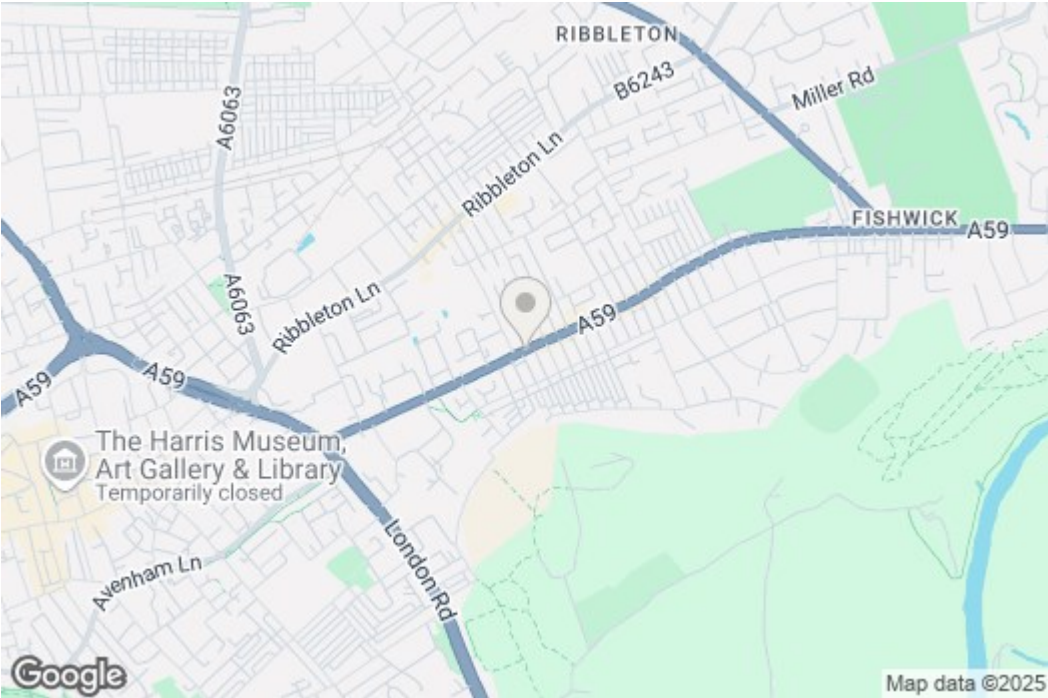 RIBBLETON
B6243
Miller Rd
A6063
Ribbleton Ln
FISHWICK
A59
A6063
Ribbleton Ln
A59
A59
A59
The Harris Museum,
Art Gallery & Library
Temporarily closed
London Rd
Avenham Ln
Google
Map data ©2025